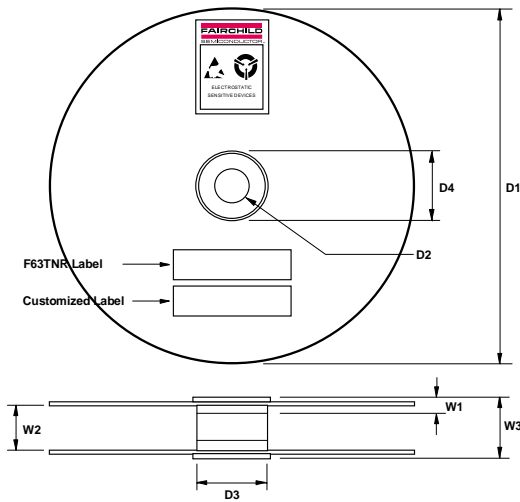 FAIRCHILD
SEMICONDUCTOR
ELECTROSTATIC
SENSITIVE DEVICES
D4
D1
D2
F63TNR Label
Customized Label
W1
W2
W3
D3